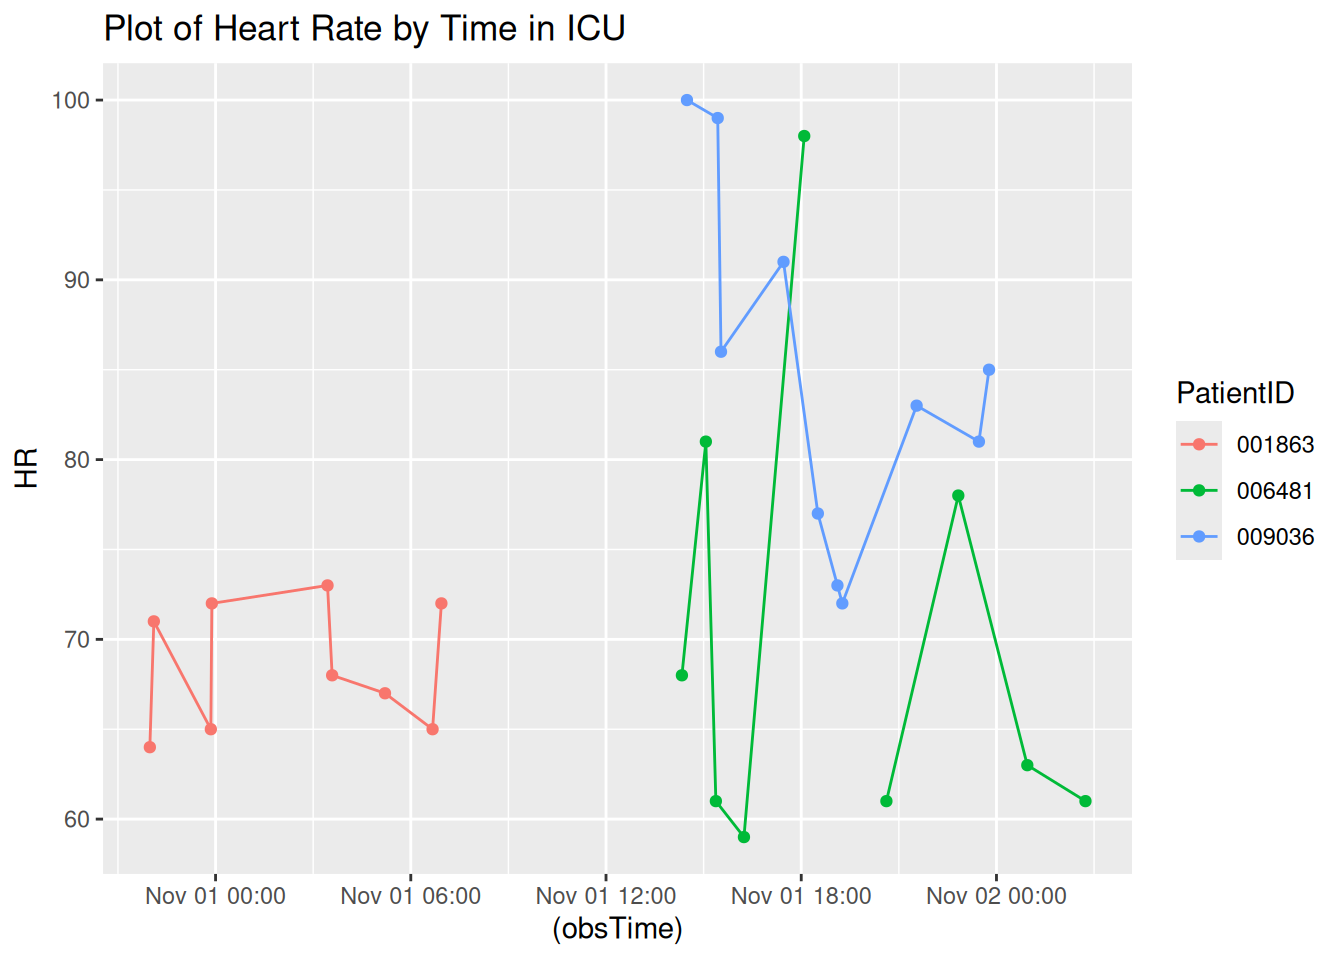 Plot of Heart Rate by Time in ICU
100
90
80
70
60
HR
Nov 01 00:00
Nov 01 06:00
Nov 01 12:00
Nov 01 18:00
Nov 02 00:00
(obsTime)
PatientID
001863
006481
009036